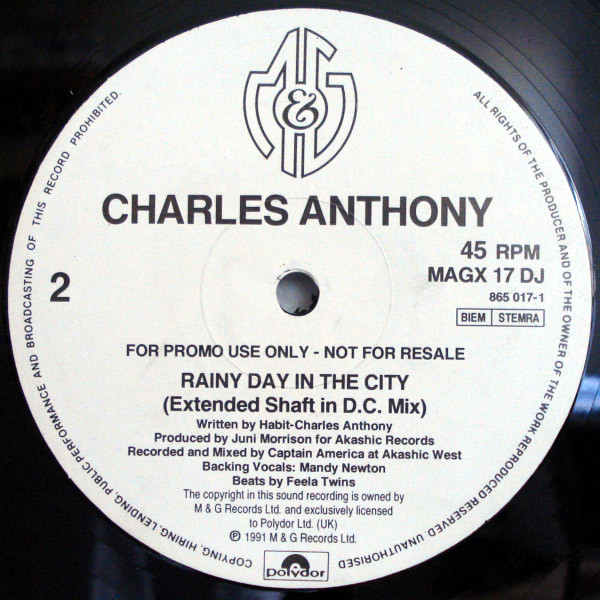 M&G
CHARLES ANTHONY
45 RPM
MAGX 17 DJ
865 017-1
BIEM STEMRA
2
FOR PROMO USE ONLY - NOT FOR RESALE
RAINY DAY IN THE CITY
(Extended Shaft in D.C. Mix)
Written by Habit-Charles Anthony
Produced by Juni Morrison for Akashic Records
Recorded and Mixed by Captain America at Akashic West
Backing Vocals: Mandy Newton
Beats by Feela Twins
The copyright in this sound recording is owned by
M & G Records Ltd. and exclusively licensed
to Polydor Ltd. (UK)
℗ 1991 M & G Records Ltd.
polydor
ALL RIGHTS OF THE PRODUCER AND OF THE OWNER OF THE WORK REPRODUCED RESERVED. UNAUTHORISED COPYING, HIRING, LENDING, PUBLIC PERFORMANCE AND BROADCASTING OF THIS RECORD PROHIBITED.